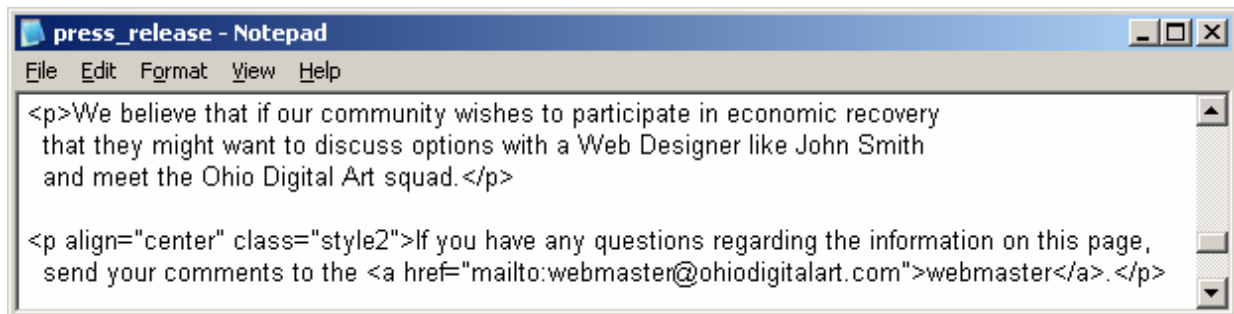 press_release - Notepad
File Edit Format View Help
<p>We believe that if our community wishes to participate in economic recovery
that they might want to discuss options with a Web Designer like John Smith
and meet the Ohio Digital Art squad.</p>
<p align="center" class="style2">If you have any questions regarding the information on this page,
send your comments to the <a href="mailto:webmaster@ohiodigitalart.com">webmaster</a>.</p>